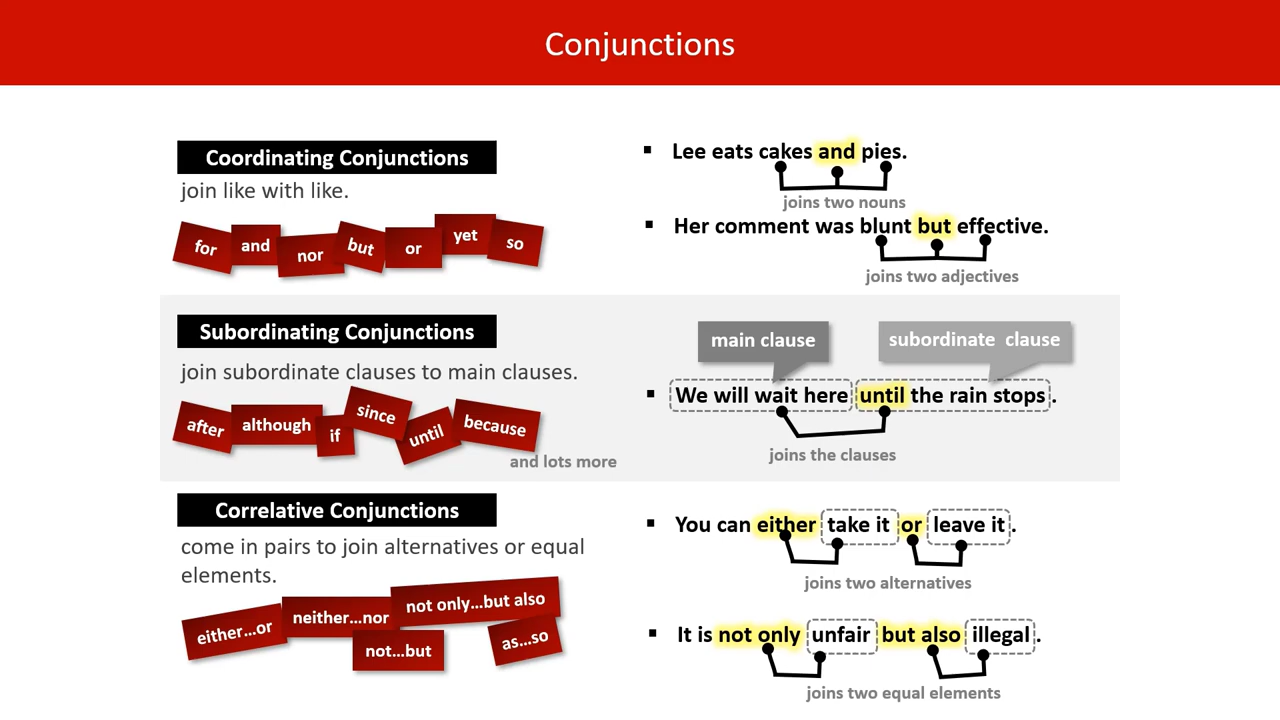 Conjunctions
Coordinating Conjunctions
join like with like.
for and nor but or yet so
▪ Lee eats cakes and pies.
joins two nouns
▪ Her comment was blunt but effective.
joins two adjectives
Subordinating Conjunctions
join subordinate clauses to main clauses.
after although if since until because
and lots more
main clause subordinate clause
▪ We will wait here until the rain stops.
joins the clauses
Correlative Conjunctions
come in pairs to join alternatives or equal
elements.
either...or neither...nor not only...but also
not...but as...so
▪ You can either take it or leave it.
joins two alternatives
▪ It is not only unfair but also illegal.
joins two equal elements